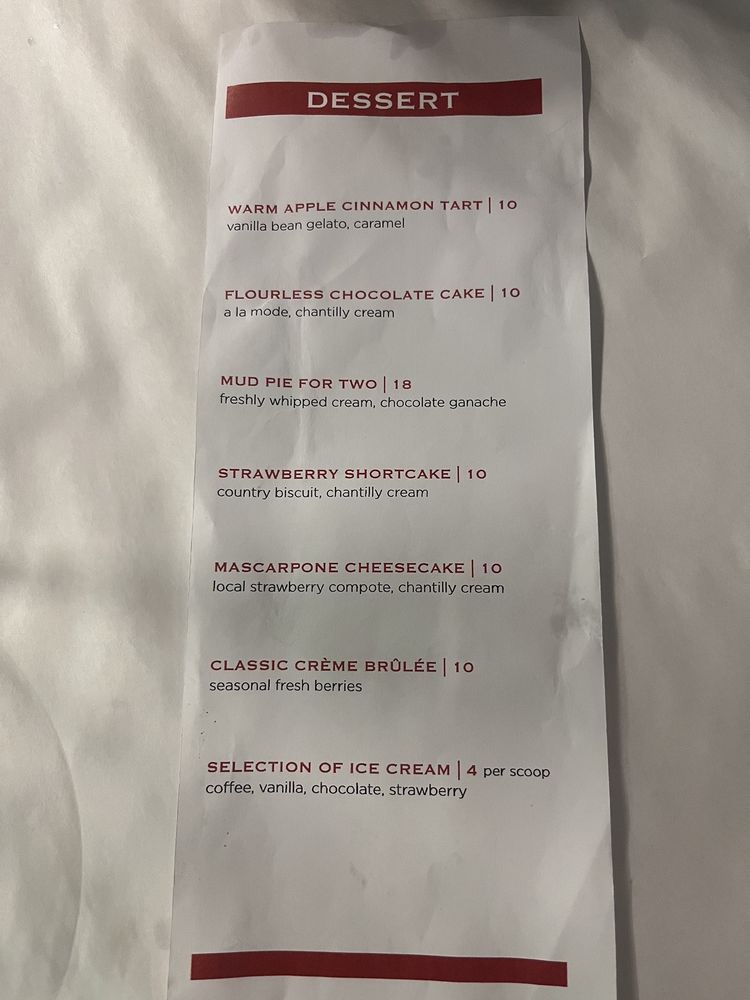 DESSERT
WARM APPLE CINNAMON TART | 10
vanilla bean gelato, caramel
FLOURLESS CHOCOLATE CAKE | 10
a la mode, chantilly cream
MUD PIE FOR TWO | 18
freshly whipped cream, chocolate ganache
STRAWBERRY SHORTCAKE | 10
country biscuit, chantilly cream
MASCARPONE CHEESECAKE | 10
local strawberry compote, chantilly cream
CLASSIC CRÈME BRÛLÉE | 10
seasonal fresh berries
SELECTION OF ICE CREAM | 4 per scoop
coffee, vanilla, chocolate, strawberry